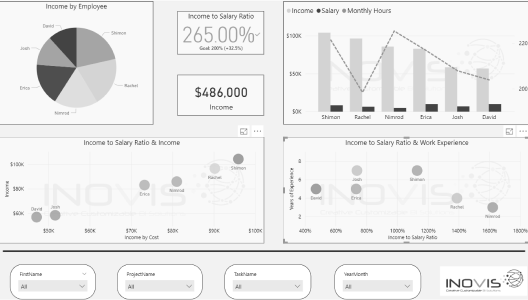 Income by Employee
David
Shimon
Josh
Rachel
Erica
Nimrod
Income to Salary Ratio
265.00%
Goal: 200% (+32.5%)
$486,000
Income
Income Salary Monthly Hours
$100K
$50K
$0K
220
200
Shimon Rachel Nimrod Erica Josh David
Income to Salary Ratio & Income
Income
$100K
$80K
$60K
David Josh Erica Nimrod Rachel Shimon
$50K $60K $70K $80K $90K $100K
Income by Cost
INOVIS
Income to Salary Ratio & Work Experience
Years of Experience
8
6
4
2
Josh Shimon
David Erica
Rachel
Nimrod
400% 600% 800% 1000% 1200% 1400% 1600% 1800%
Income to Salary Ratio
INOVIS
FirstName
All
ProjectName
All
TaskName
All
YearMonth
All
INOVIS